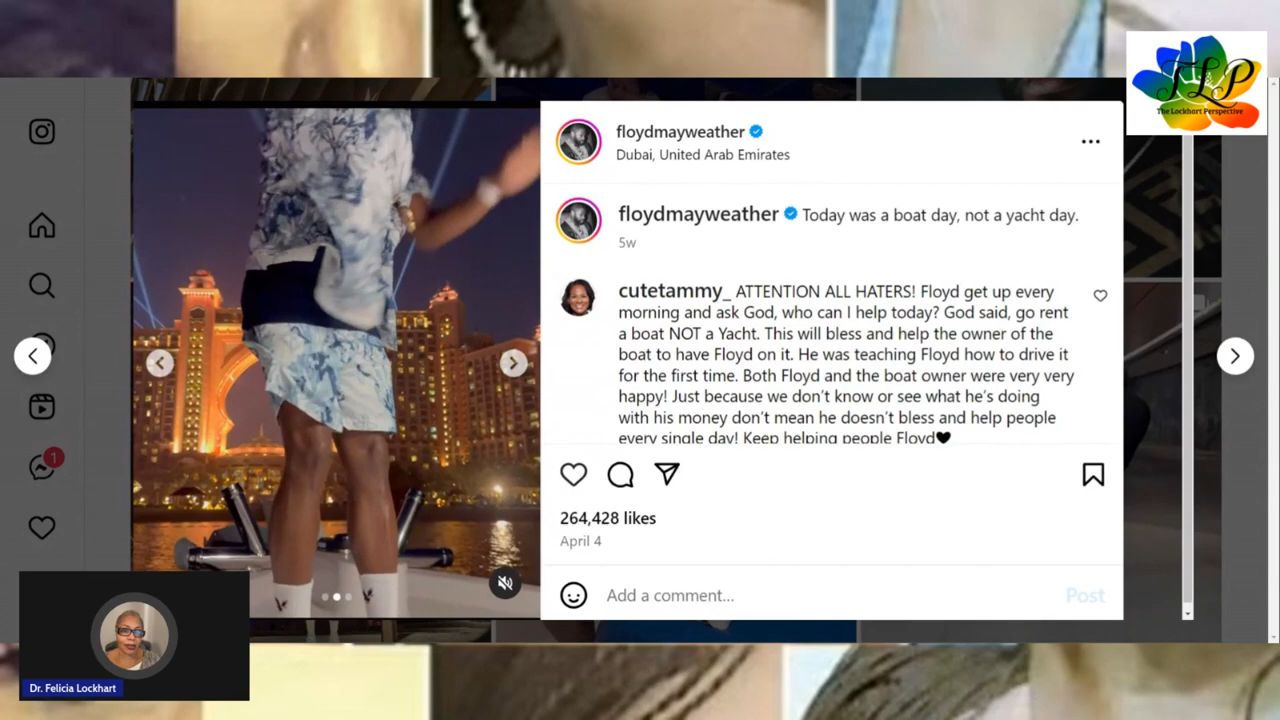 TLP
The Lockhart Perspective
floydmayweather
Dubai, United Arab Emirates
floydmayweather Today was a boat day, not a yacht day.
5w
cutetammy_ ATTENTION ALL HATERS! Floyd get up every
morning and ask God, who can I help today? God said, go rent
a boat NOT a Yacht. This will bless and help the owner of the
boat to have Floyd on it. He was teaching Floyd how to drive it
for the first time. Both Floyd and the boat owner were very very
happy! Just because we don't know or see what he's doing
with his money don't mean he doesn't bless and help people
every single day! Keep helping people Floyd🖤
1
264,428 likes
April 4
Add a comment...
Post
Dr. Felicia Lockhart